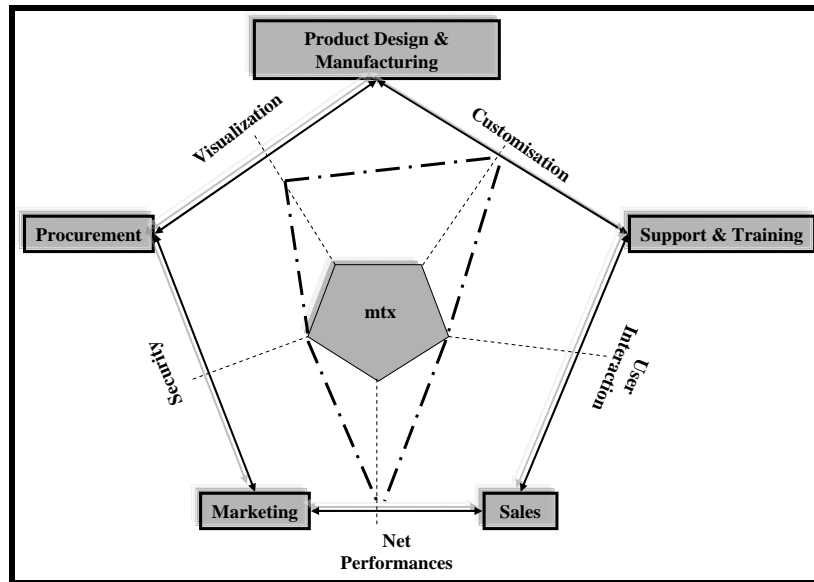 Product Design &
Manufacturing
Visualization
Customisation
Procurement
Support & Training
mtx
Security
User
Interaction
Marketing
Sales
Net
Performances